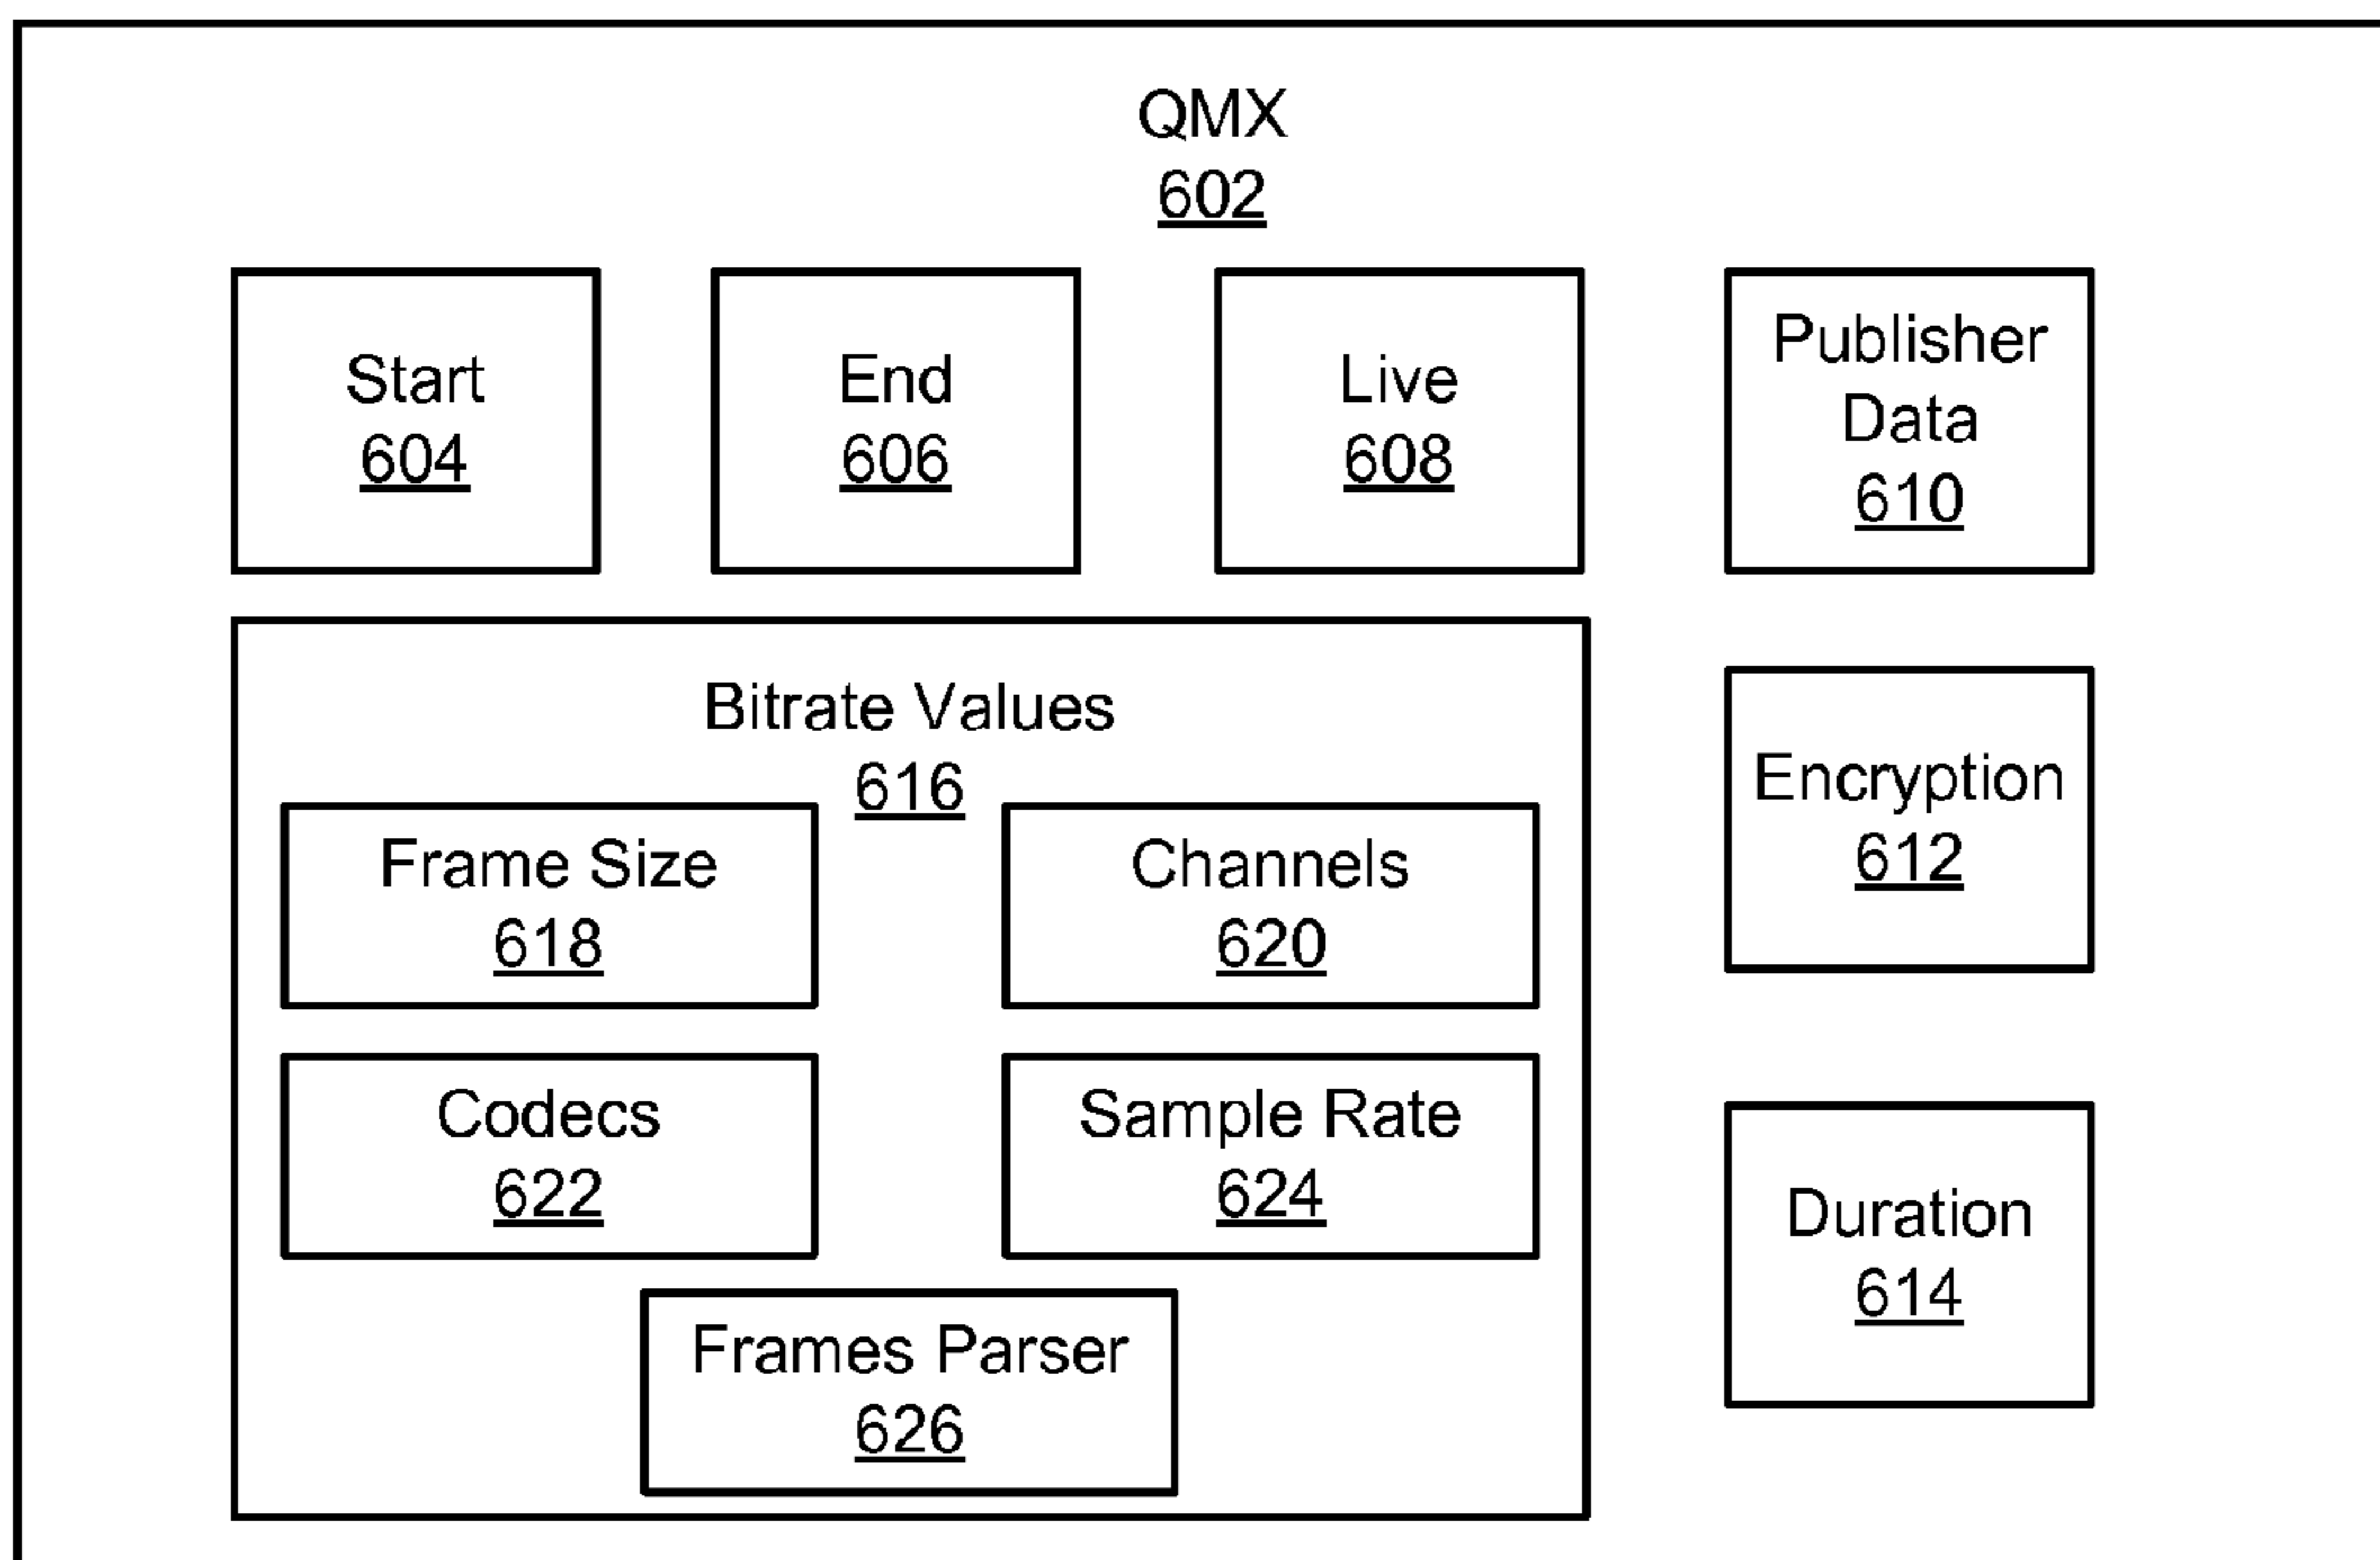 QMX
602
Start
604
End
606
Live
608
Publisher
Data
610
Bitrate Values
616
Frame Size
618
Channels
620
Codecs
622
Sample Rate
624
Frames Parser
626
Encryption
612
Duration
614